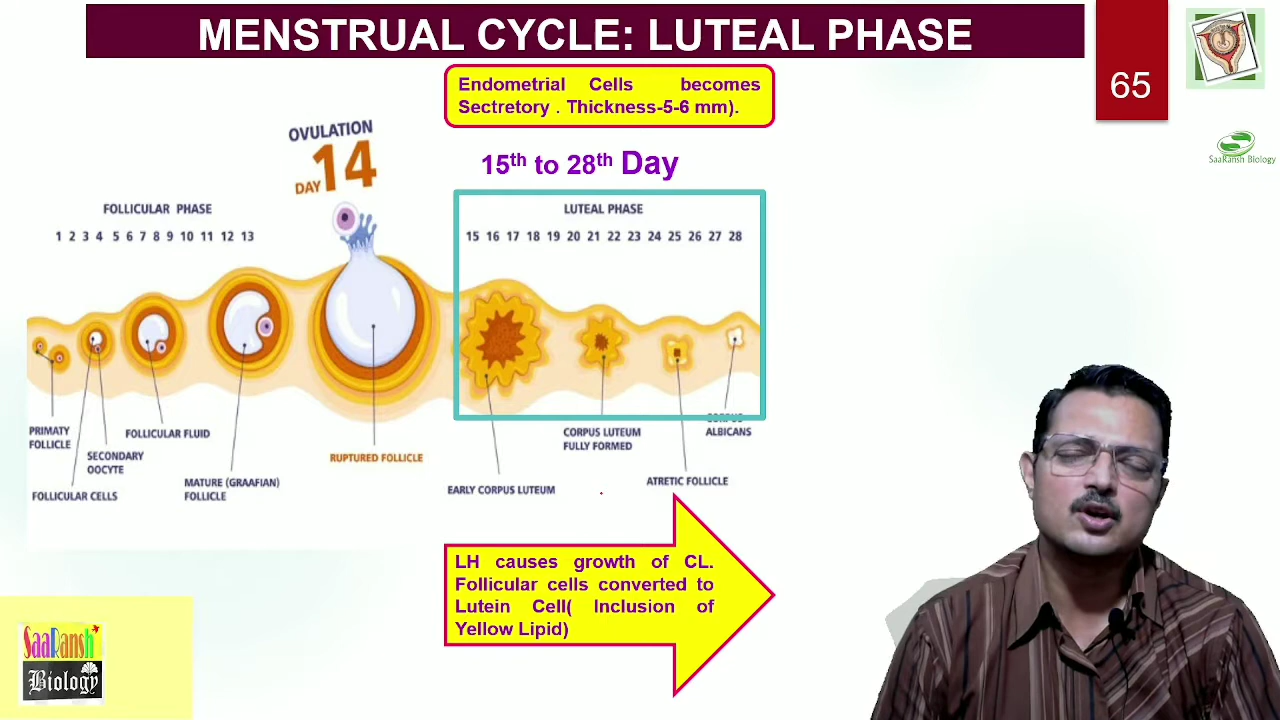 MENSTRUAL CYCLE: LUTEAL PHASE
65
Endometrial Cells becomes
Sectretory . Thickness-5-6 mm).
SaaRansh Biology
OVULATION
DAY 14
15th to 28th Day
FOLLICULAR PHASE
1 2 3 4 5 6 7 8 9 10 11 12 13
LUTEAL PHASE
15 16 17 18 19 20 21 22 23 24 25 26 27 28
PRIMATY
FOLLICLE
FOLLICULAR CELLS
SECONDARY
OOCYTE
FOLLICULAR FLUID
MATURE (GRAAFIAN)
FOLLICLE
RUPTURED FOLLICLE
EARLY CORPUS LUTEUM
CORPUS LUTEUM
FULLY FORMED
ATRETIC FOLLICLE
CORPUS
ALBICANS
LH causes growth of CL.
Follicular cells converted to
Lutein Cell( Inclusion of
Yellow Lipid)
SaaRansh
Biology